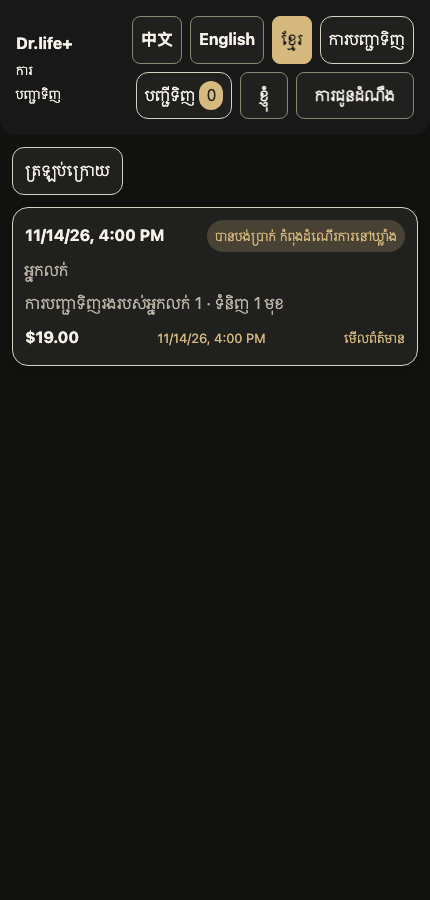 Dr.life+
ការ
បញ្ជាទិញ
中文
English
ខ្មែរ
ការបញ្ជាទិញ
បញ្ជីទិញ 0
ខ្ញុំ
ការជូនដំណឹង
ត្រឡប់ក្រោយ
11/14/26, 4:00 PM
បានបង់ប្រាក់ កំពុងដំណើរការនៅឃ្លាំង
អ្នកលក់
ការបញ្ជាទិញរងរបស់អ្នកលក់ 1 · ទំនិញ 1 មុខ
$19.00
11/14/26, 4:00 PM
មើលព័ត៌មាន